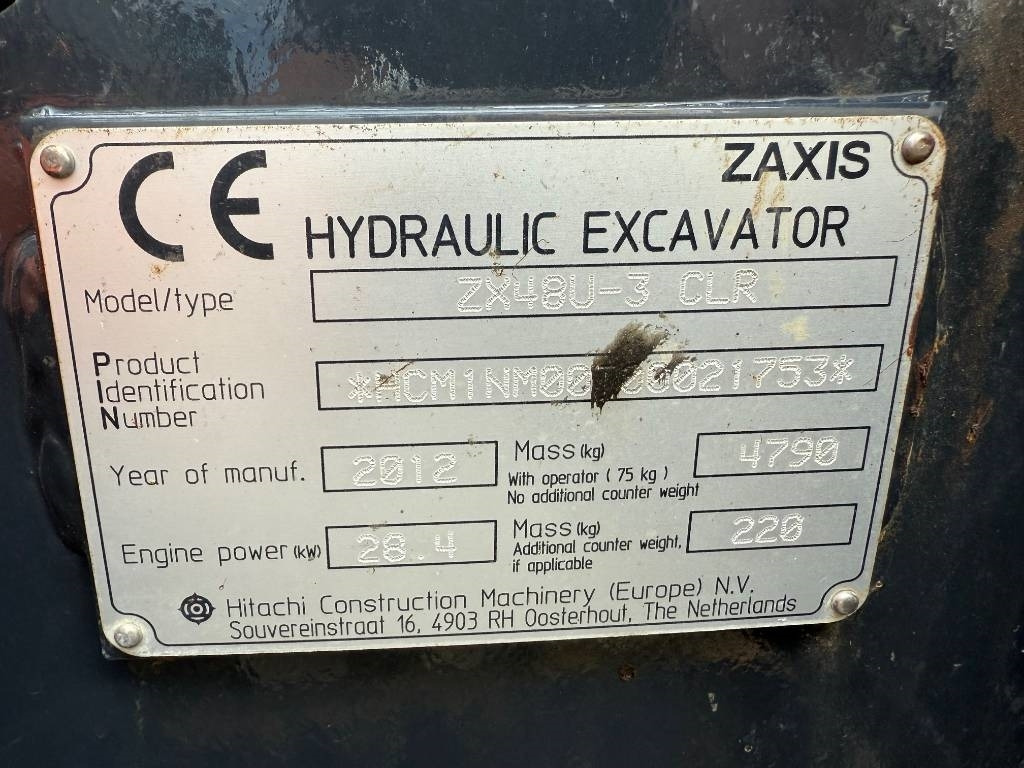 CE
ZAXIS
HYDRAULIC EXCAVATOR
Model/type
ZX48U-3 CLR
Product
Identification
Number
Year of manuf.
2012
Mass (kg)
With operator ( 75 kg )
No additional counter weight
4790
Engine power (kW)
28.4
Mass (kg)
Additional counter weight,
if applicable
220
Hitachi Construction Machinery (Europe) N.V.
Souvereinstraat 16, 4903 RH Oosterhout, The Netherlands